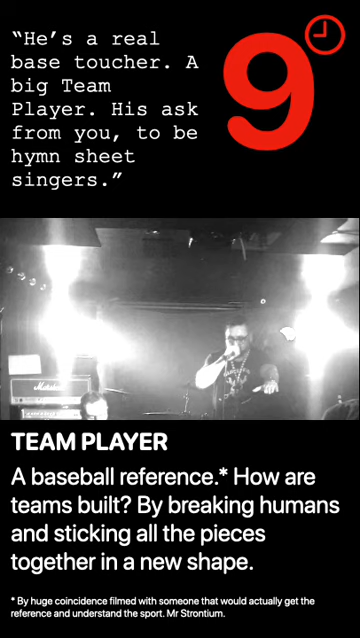 “He’s a real
base toucher. A
big Team
Player. His ask
from you, to be
hymn sheet
singers.”
9
Marshall
TEAM PLAYER
A baseball reference.* How are
teams built? By breaking humans
and sticking all the pieces
together in a new shape.
* By huge coincidence filmed with someone that would actually get the
reference and understand the sport. Mr Strontium.